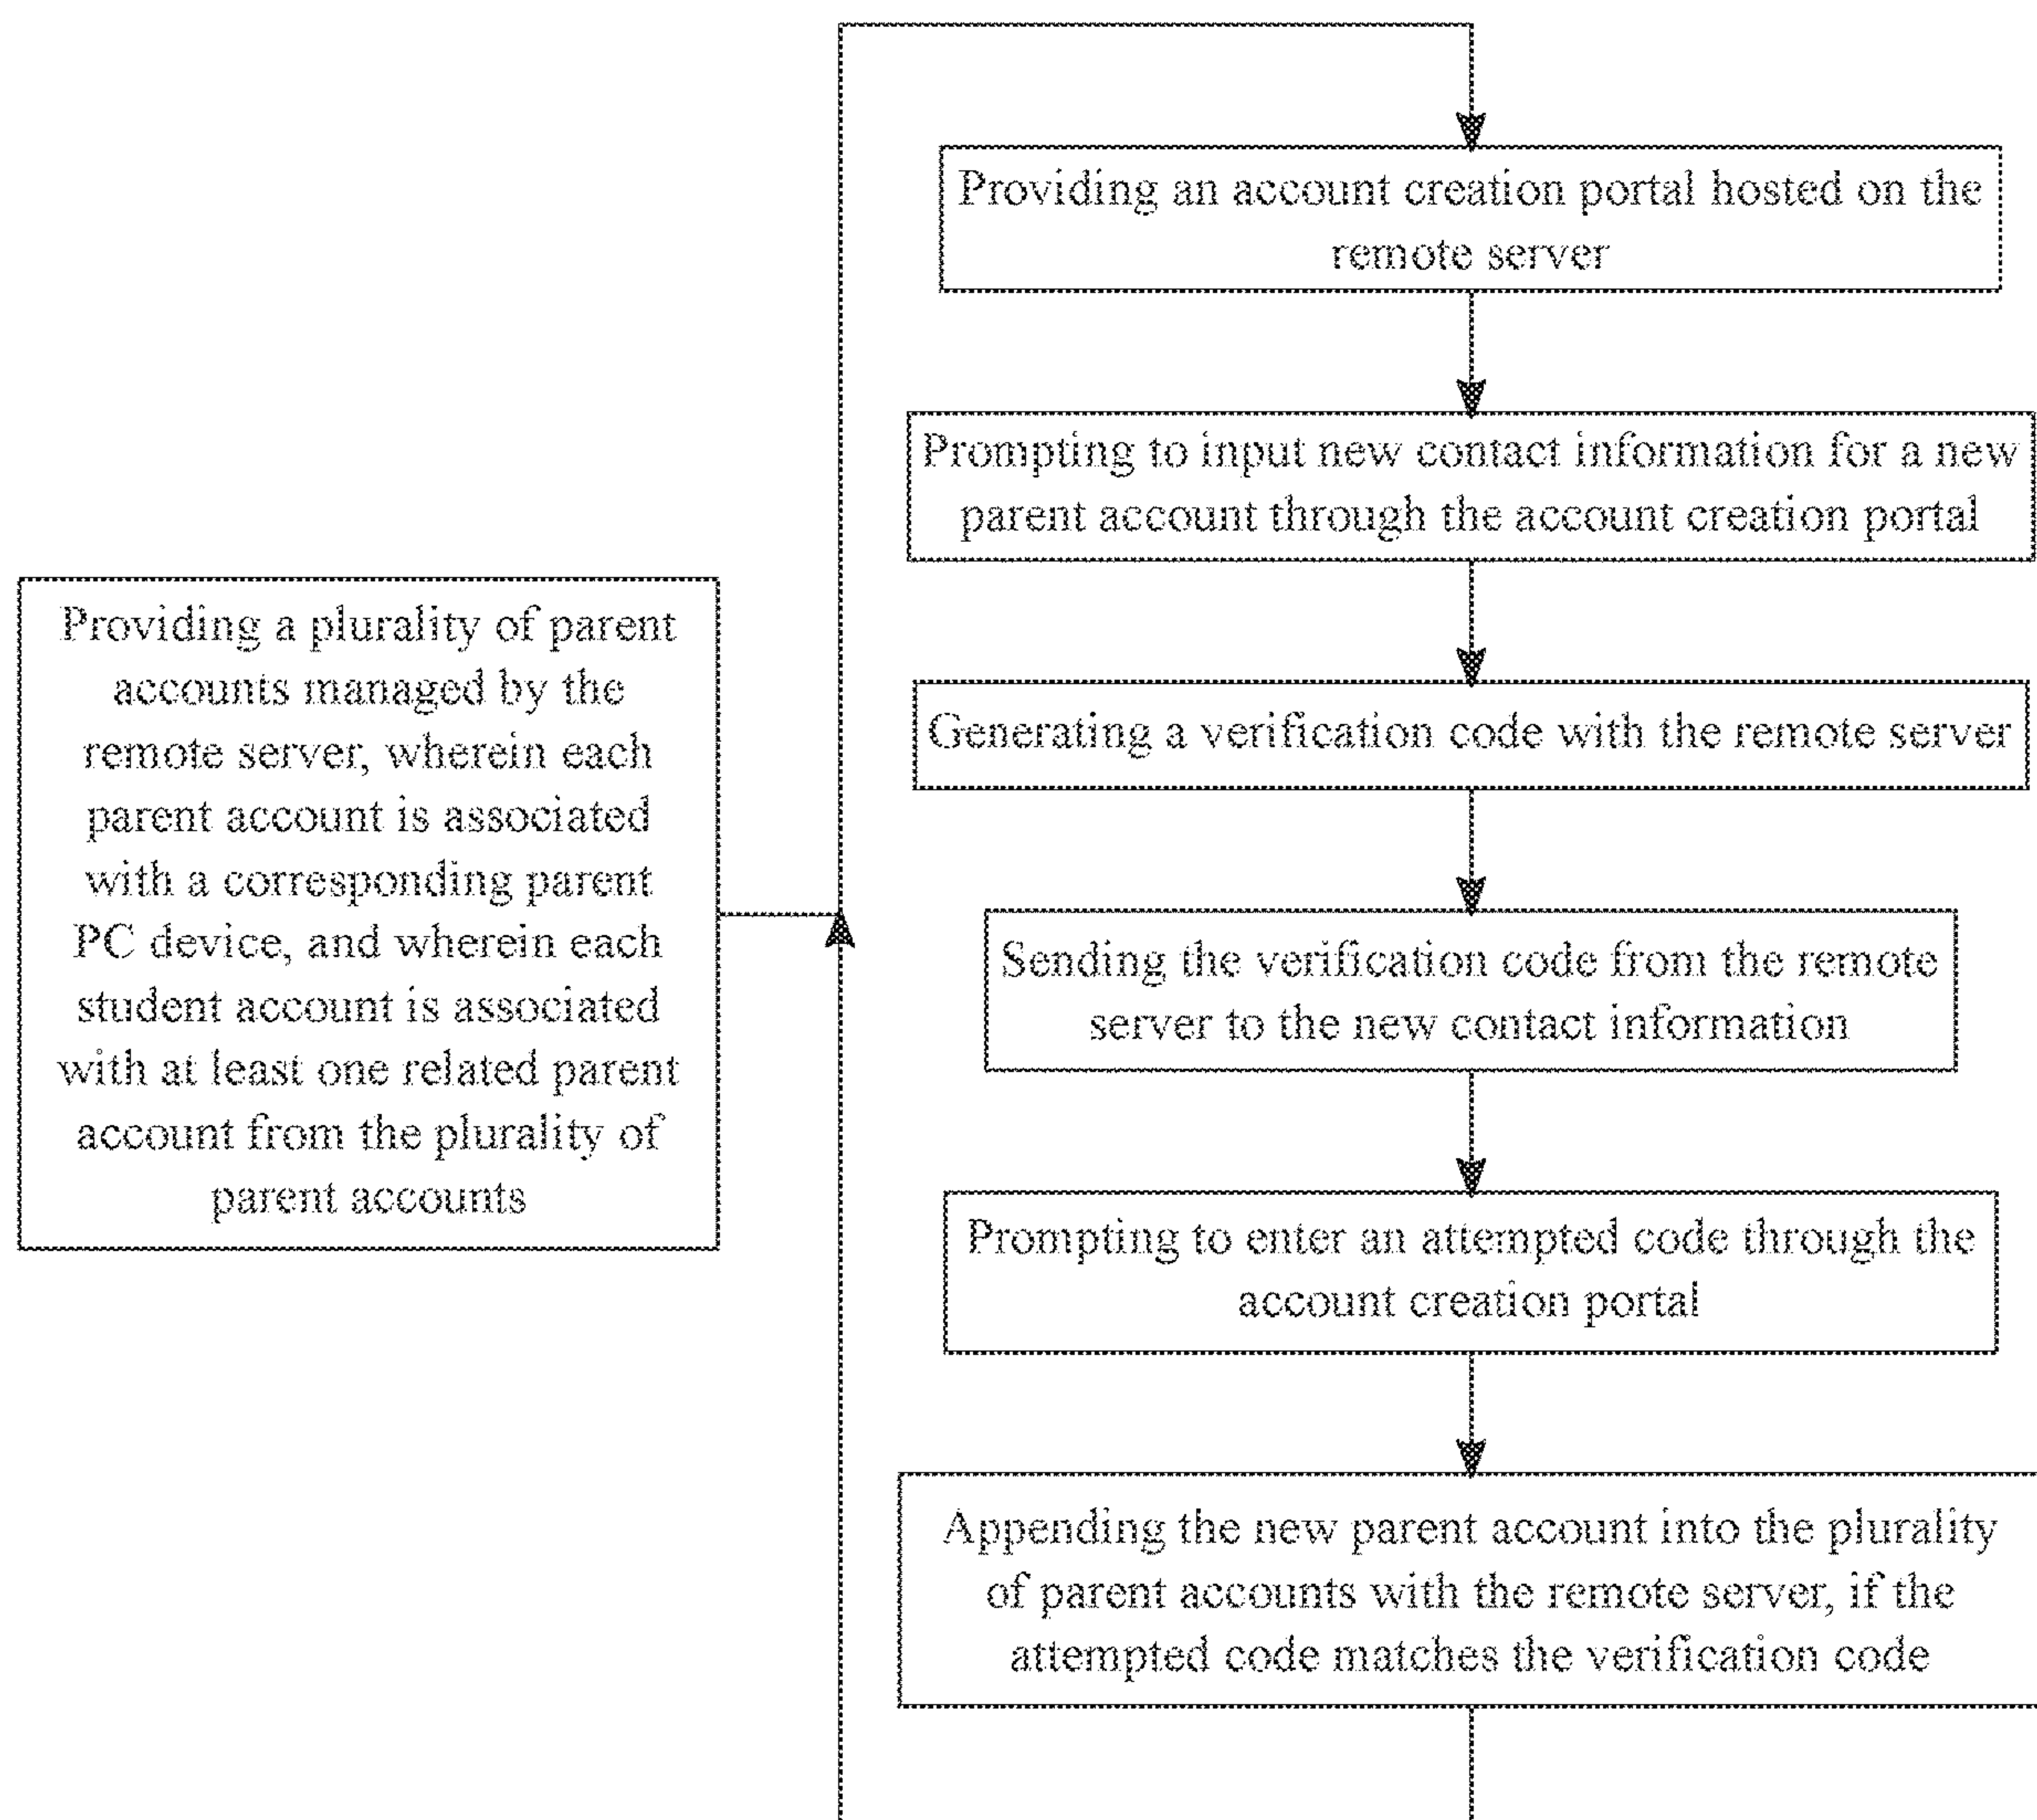 Providing a plurality of parent
accounts managed by the
remote server, wherein each
parent account is associated
with a corresponding parent
PC device, and wherein each
student account is associated
with at least one related parent
account from the plurality of
parent accounts
Providing an account creation portal hosted on the
remote server
Prompting to input new contact information for a new
parent account through the account creation portal
Generating a verification code with the remote server
Sending the verification code from the remote
server to the new contact information
Prompting to enter an attempted code through the
account creation portal
Appending the new parent account into the plurality
of parent accounts with the remote server, if the
attempted code matches the verification code